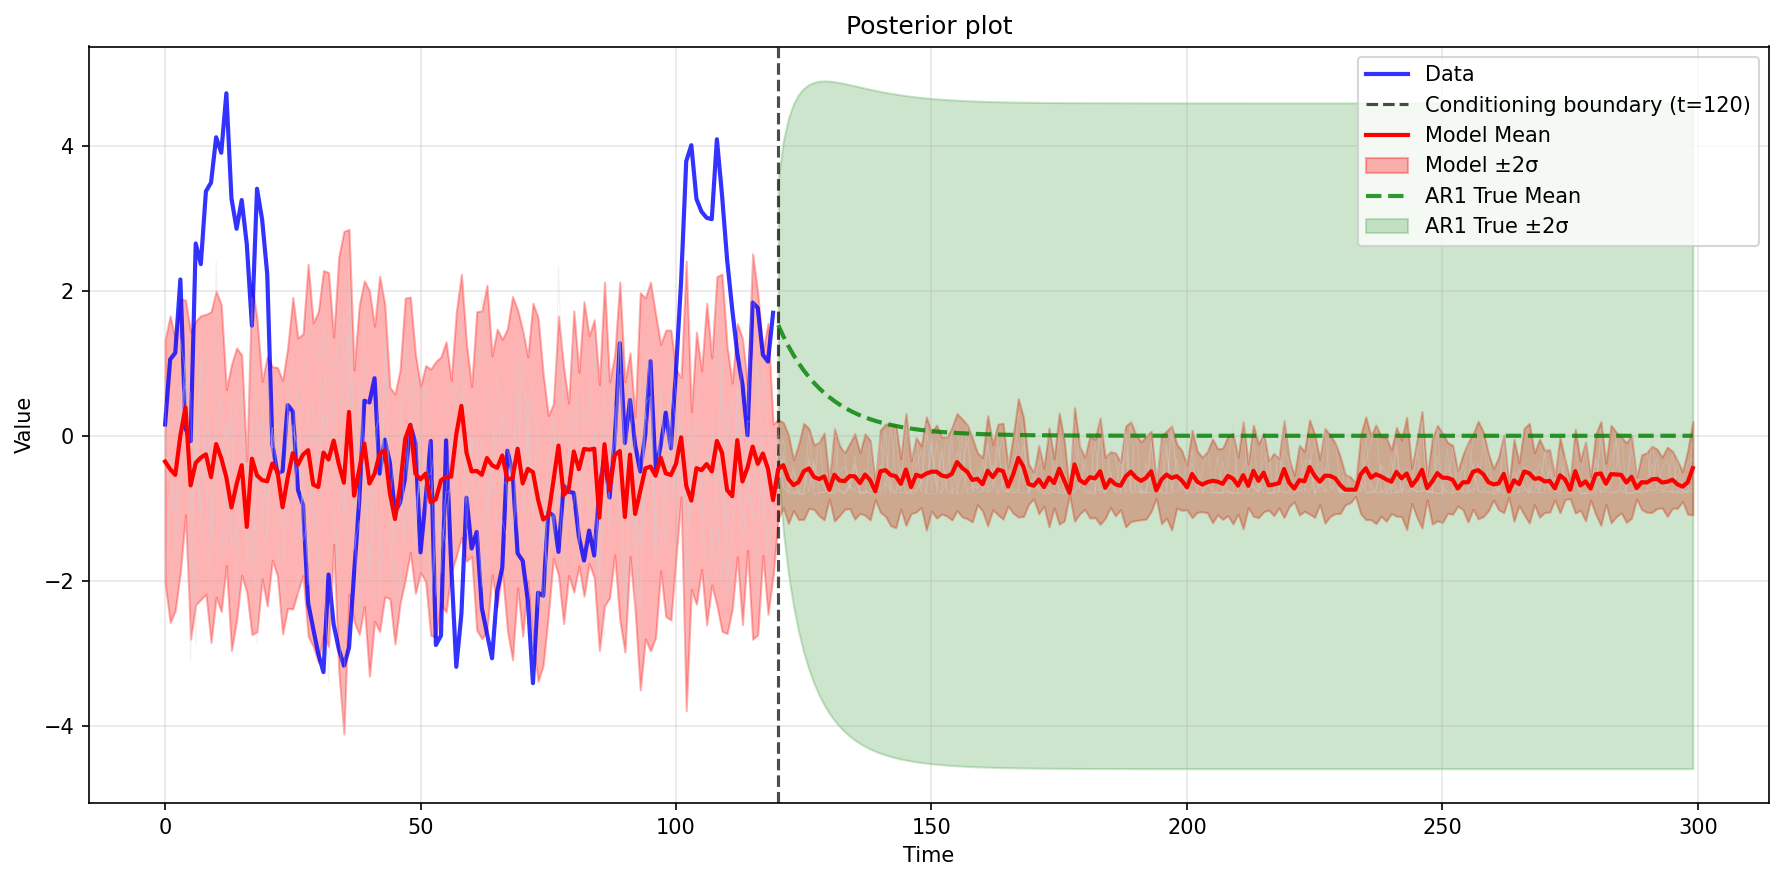 Posterior plot
Data
Conditioning boundary (t=120)
Model Mean
Model ±2σ
AR1 True Mean
AR1 True ±2σ
Value
4
2
0
−2
−4
0 50 100 150 200 250 300
Time